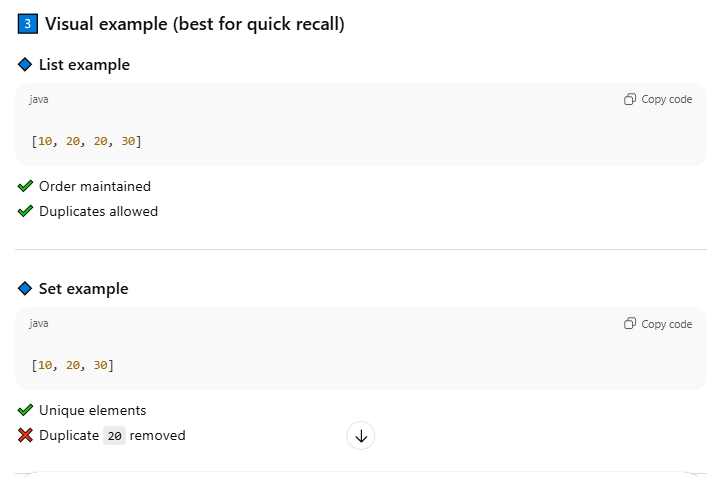 3 Visual example (best for quick recall)
List example
java
Copy code
[10, 20, 20, 30]
Order maintained
Duplicates allowed
Set example
java
Copy code
[10, 20, 30]
Unique elements
Duplicate 20 removed